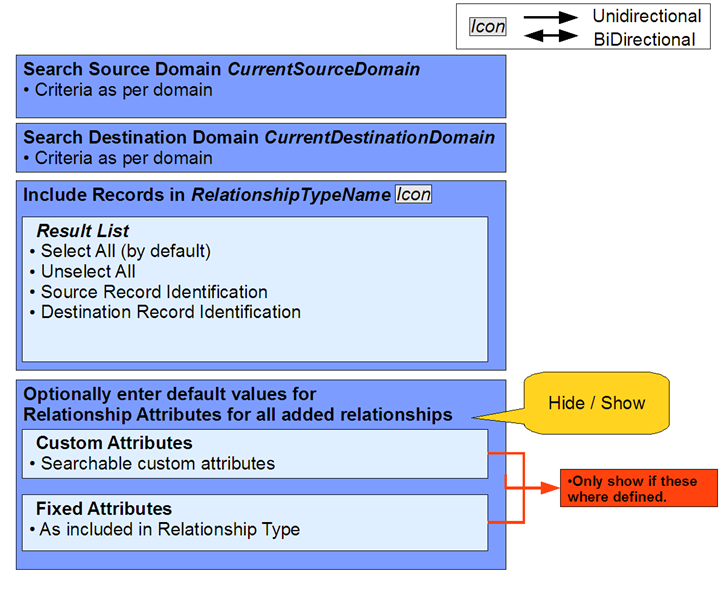 Icon
Unidirectional
BiDirectional
Search Source Domain CurrentSourceDomain
• Criteria as per domain
Search Destination Domain CurrentDestinationDomain
• Criteria as per domain
Include Records in RelationshipTypeName Icon
Result List
• Select All (by default)
• Unselect All
• Source Record Identification
• Destination Record Identification
Optionally enter default values for
Relationship Attributes for all added relationships
Hide / Show
Custom Attributes
• Searchable custom attributes
•Only show if these
where defined.
Fixed Attributes
• As included in Relationship Type